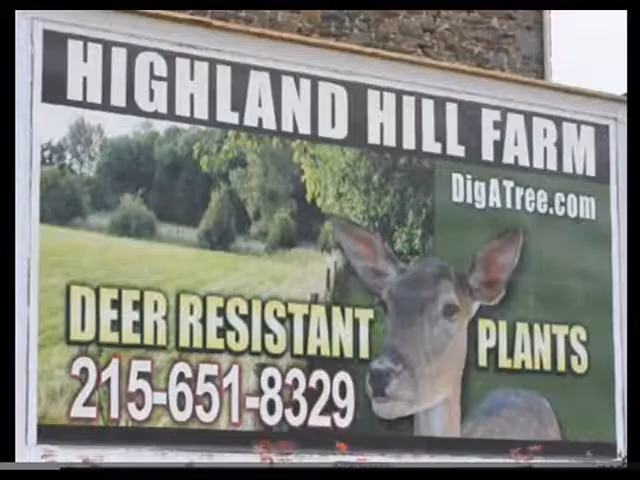 HIGHLAND HILL FARM
DigATree.com
DEER RESISTANT PLANTS
215-651-8329